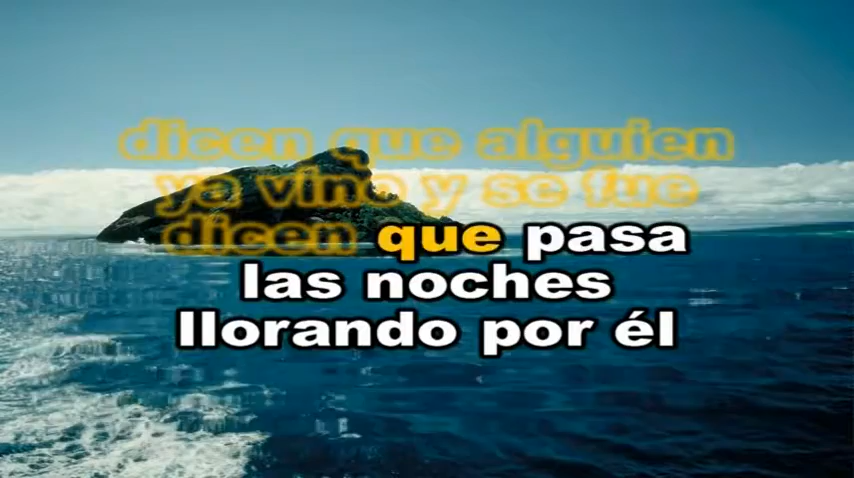 dicen que alguien
ya vino y se fue
dicen que pasa
las noches
llorando por él